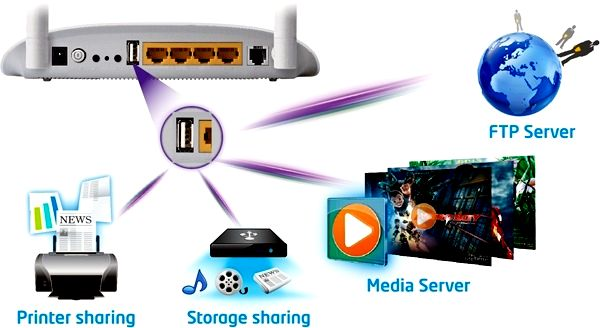 FTP Server
NEWS
NEWS
Media Server
Printer sharing
Storage sharing